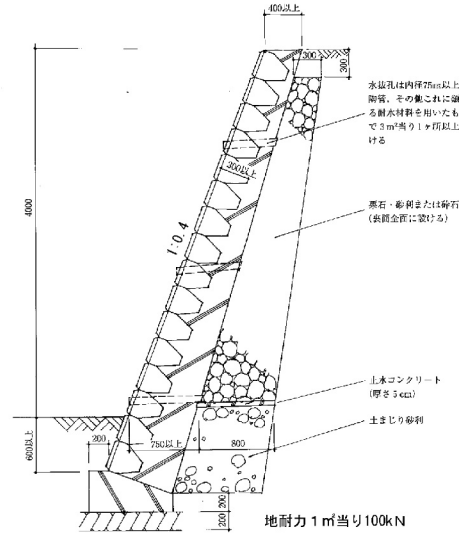 400以上
300
300
水抜孔は内径75㎜以上
陶管、その他これに類
る耐水材料を用いたも
で3㎡当り1ヶ所以上
ける
300以上
4000
栗石・砂利または砕石
(裏面全面に設ける)
1:0.4
止水コンクリート
(厚さ5cm)
土まじり砂利
600以上
200
750以上
800
200
200
地耐力1㎡当り100kN